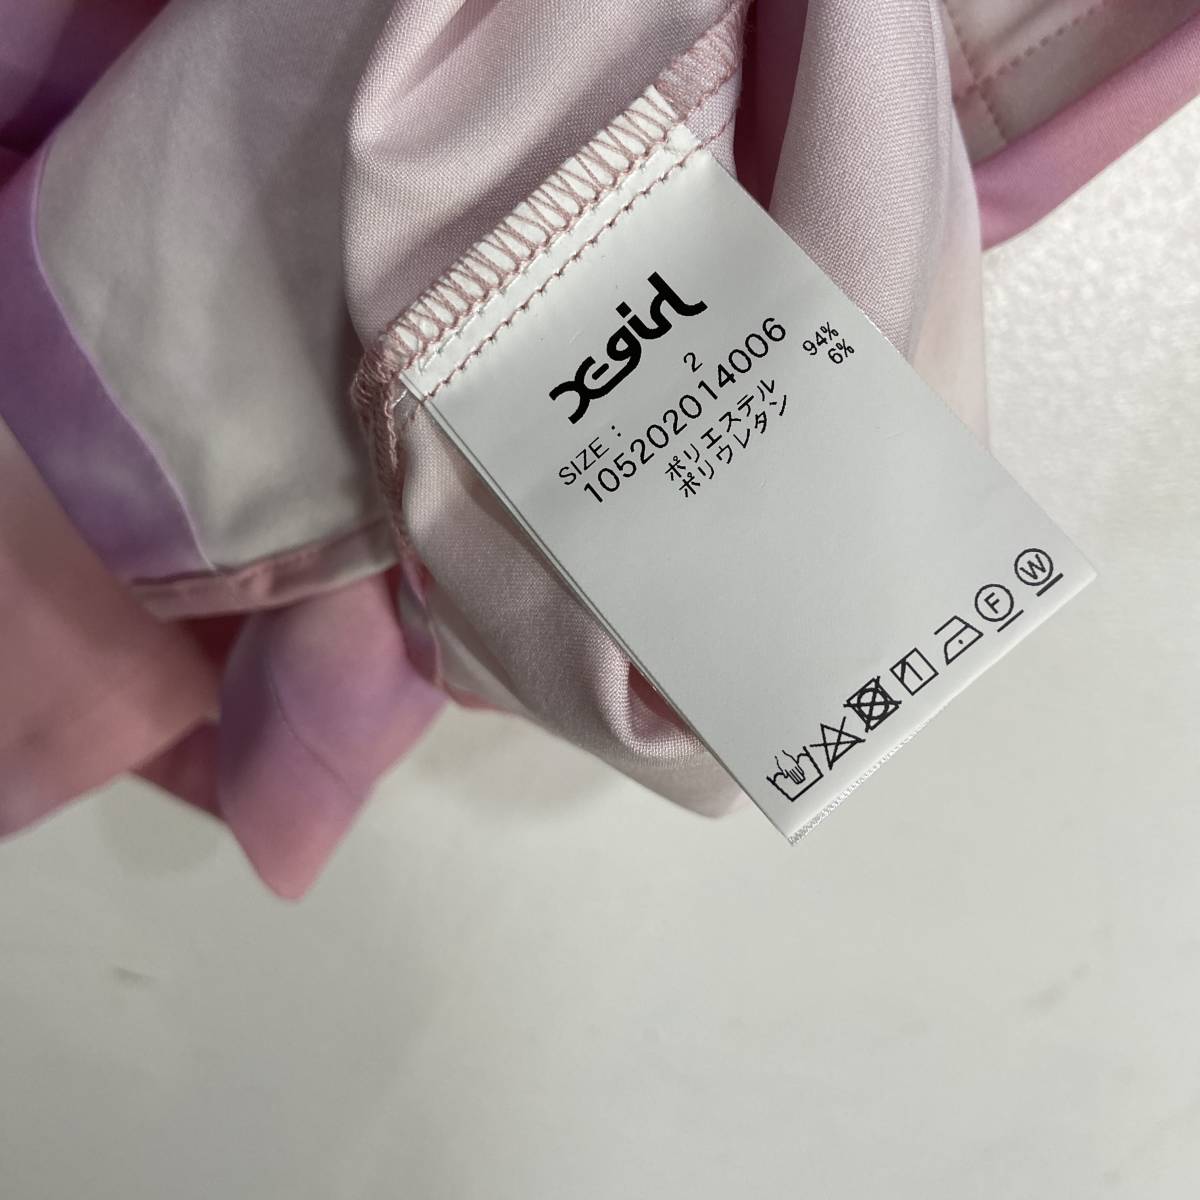 X-girl
SIZE : 2
105202014006
ポリエステル 94%
ポリウレタン 6%
F
W